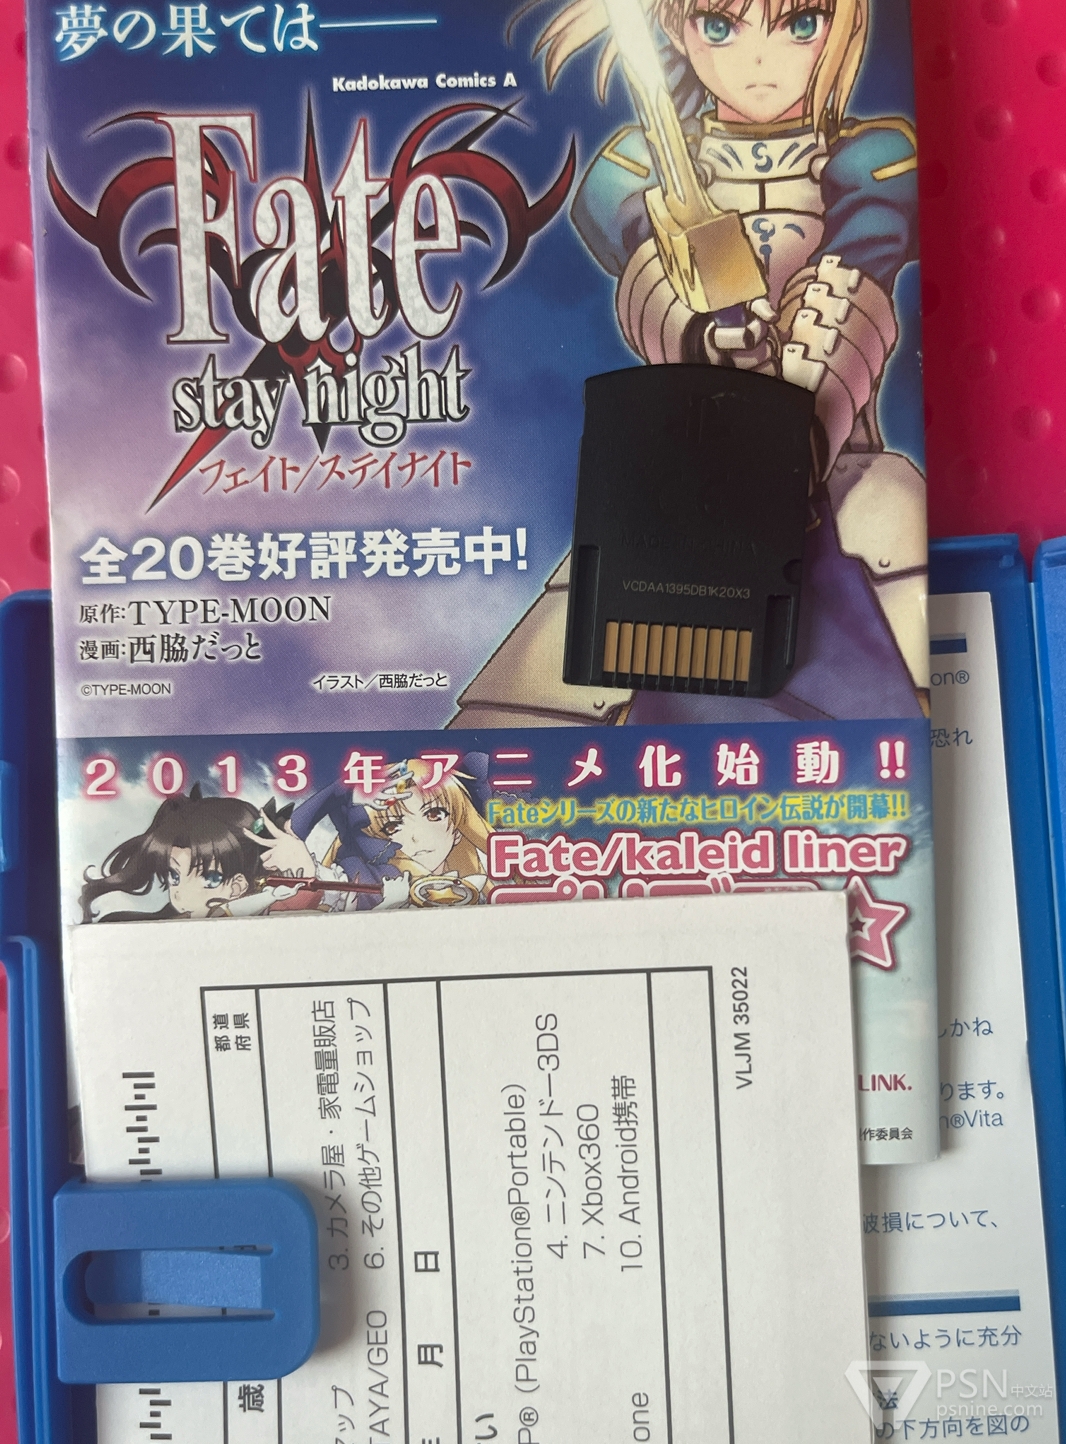 夢の果ては——
Kadokawa Comics A
Fate
stay night
フェイト/ステイナイト
全20巻好評発売中!
原作:TYPE-MOON
漫画:西脇だっと
©TYPE-MOON
イラスト/西脇だっと
VCDAA1395DB1K20X3
2013年アニメ化始動!!
Fateシリーズの新たなヒロイン伝説が開幕!!
Fate/kaleid liner
LINK.
作委員会
都道
府県
3. カメラ屋・家電量販店
6. その他ゲームショップ
TAYA/GEO
ップ
歳
月 日
P® (PlayStation®Portable)
4. ニンテンドー3DS
7. Xbox360
10. Android携帯
one
い
VLJM 35022
on®
恐れ
かね
ります。
n®Vita
破損について、
ないように充分
法
の下方向を図の
PSN中文站
psnine.com